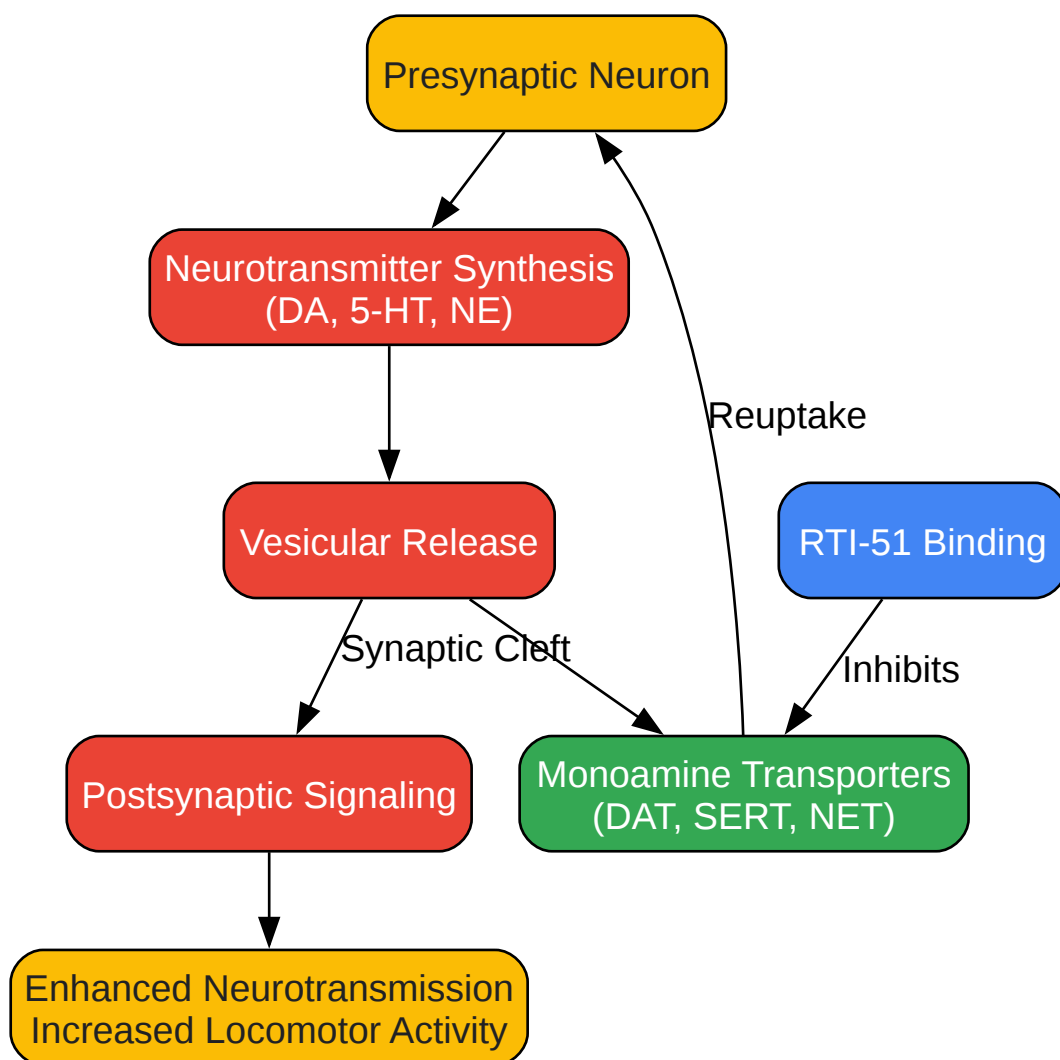 Presynaptic Neuron
Neurotransmitter Synthesis
(DA, 5-HT, NE)
Reuptake
Vesicular Release
RTI-51 Binding
Synaptic Cleft
Inhibits
Postsynaptic Signaling
Monoamine Transporters
(DAT, SERT, NET)
Enhanced Neurotransmission
Increased Locomotor Activity